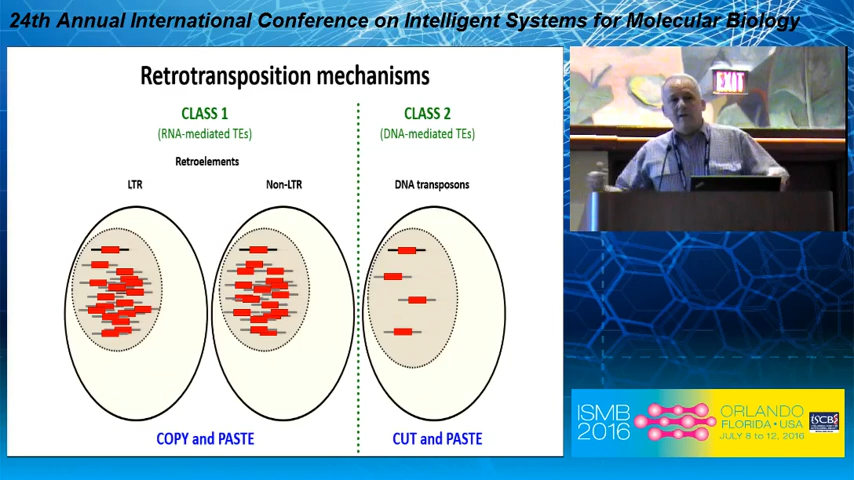 24th Annual International Conference on Intelligent Systems for Molecular Biology
Retrotransposition mechanisms
CLASS 1
(RNA-mediated TEs)
CLASS 2
(DNA-mediated TEs)
Retroelements
LTR
Non-LTR
DNA transposons
COPY and PASTE
CUT and PASTE
EXIT
ISMB
2016
ORLANDO
FLORIDA • USA
JULY 8 to 12, 2016
ISCB